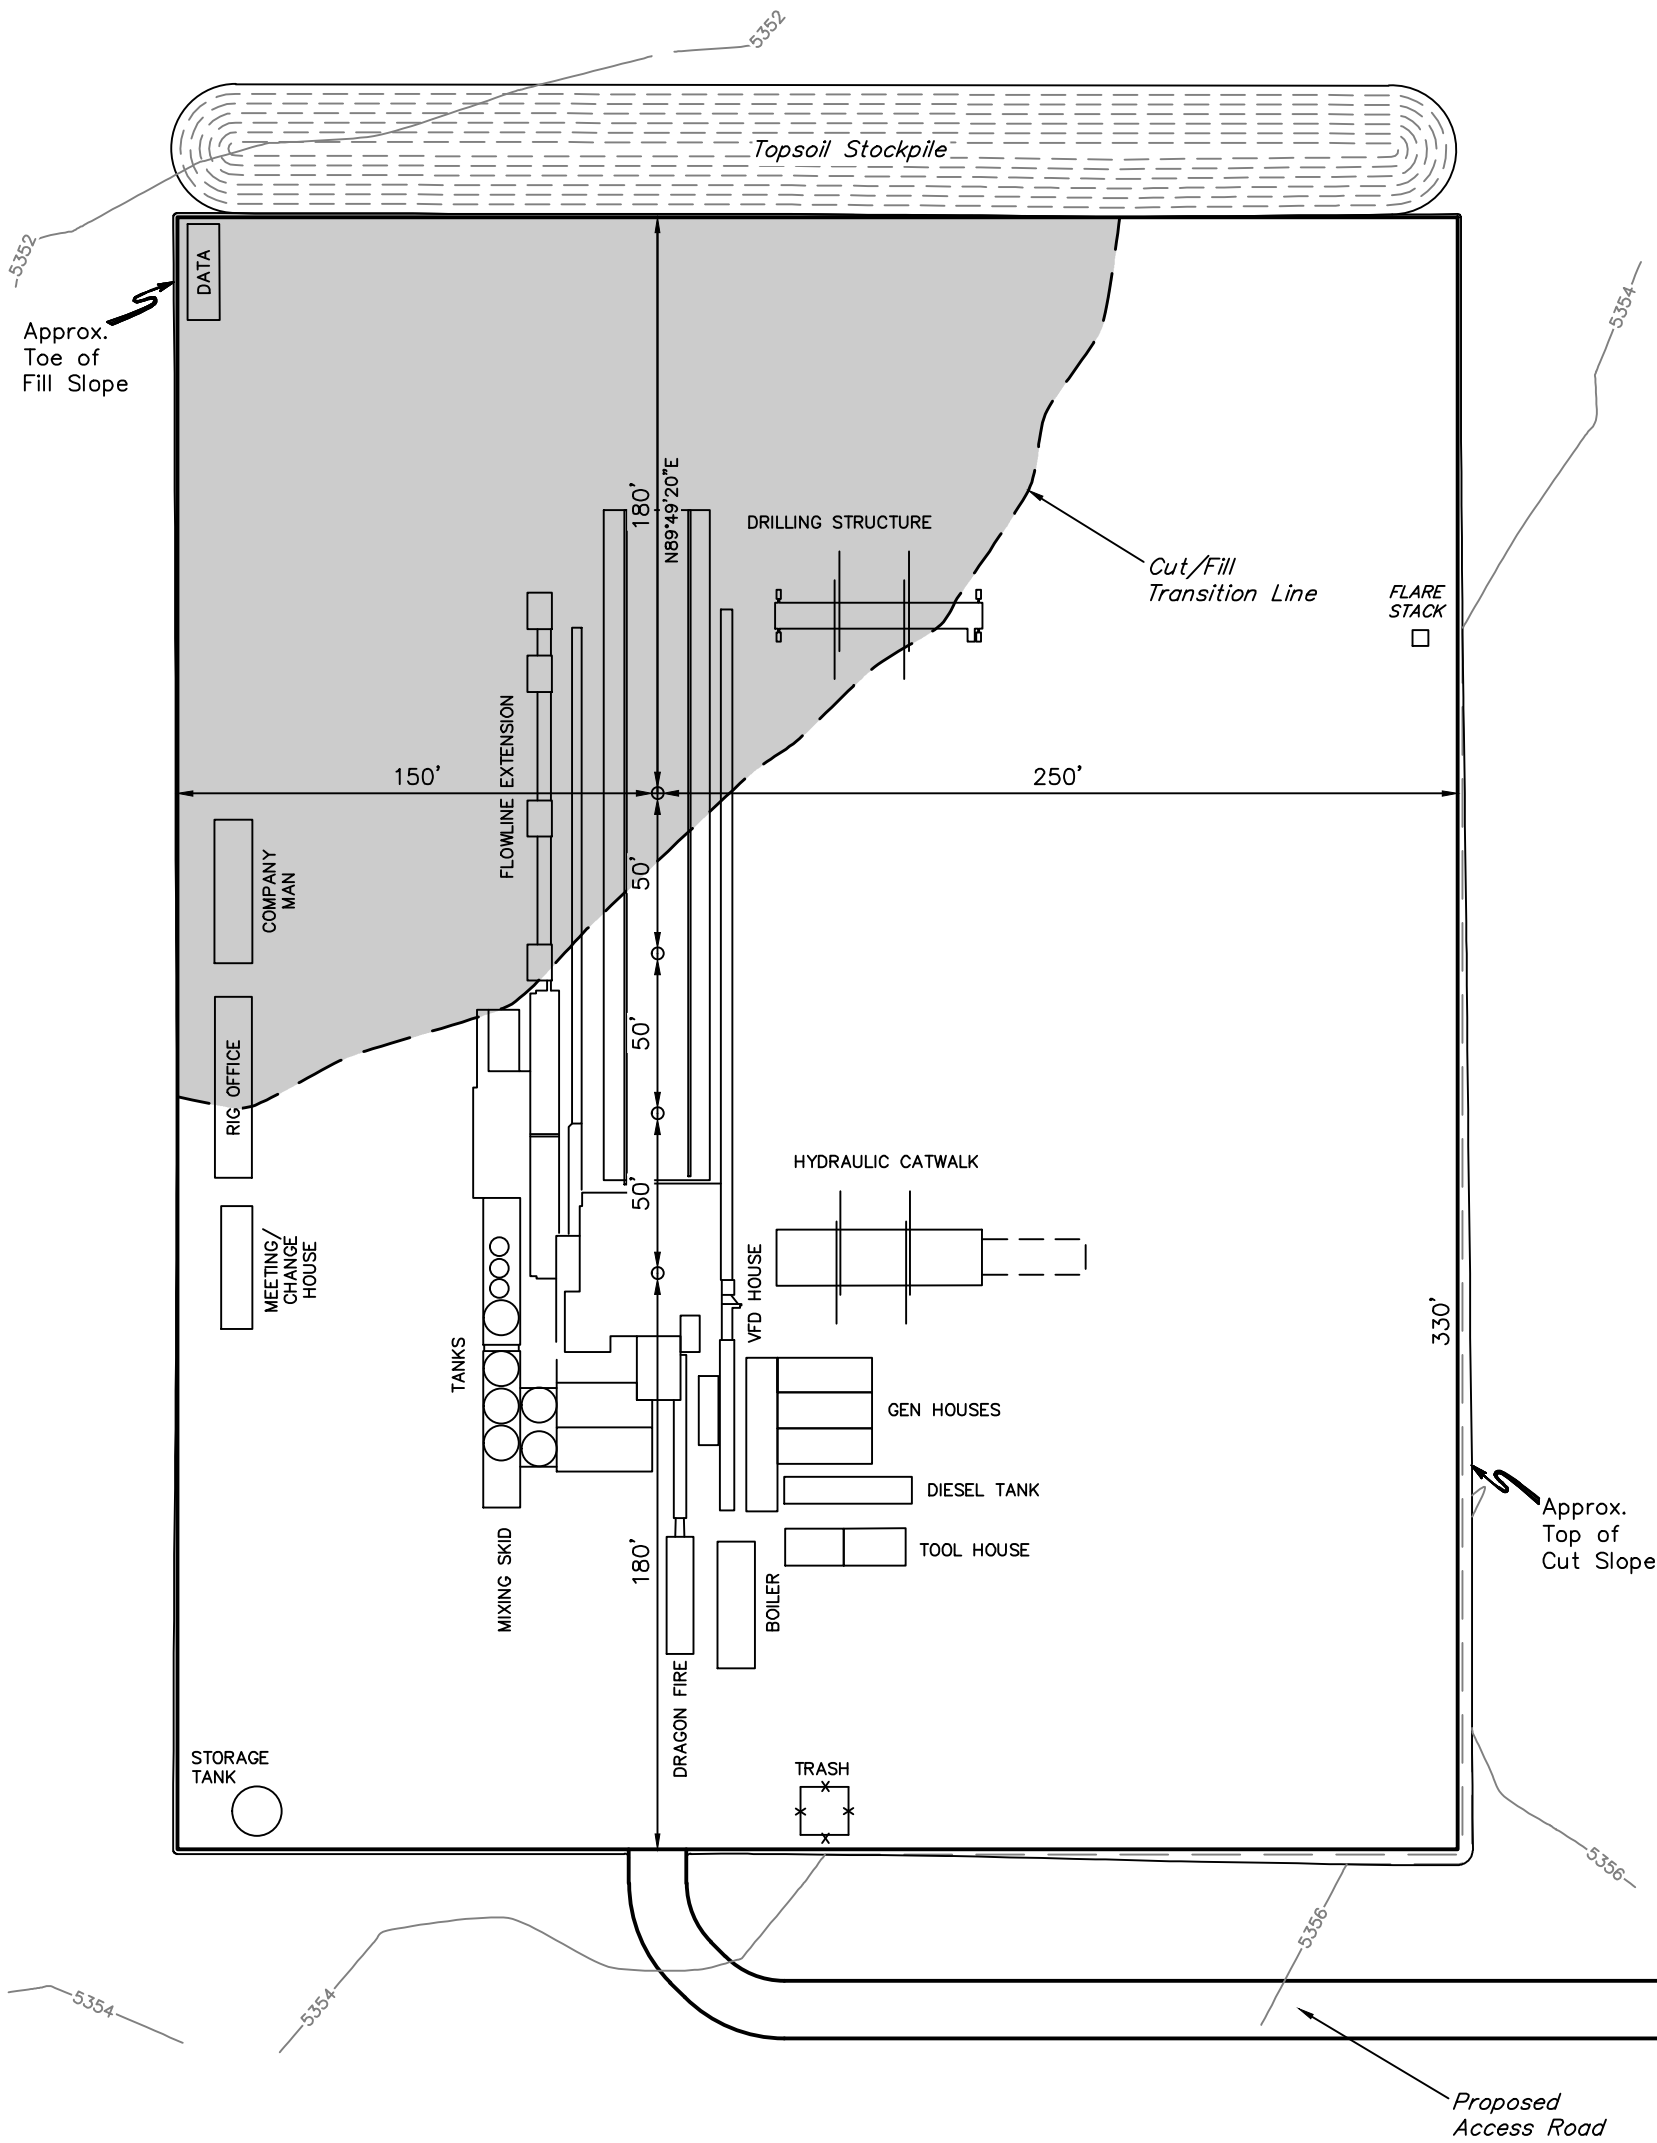 5352
Topsoil Stockpile
5352
DATA
Approx.
Toe of
Fill Slope
5354
180'
N89°49'20"E
DRILLING STRUCTURE
Cut/Fill
Transition Line
FLARE
STACK
FLOWLINE EXTENSION
150'
250'
COMPANY
MAN
50'
50'
RIG OFFICE
HYDRAULIC CATWALK
50'
MEETING/
CHANGE
HOUSE
VFD HOUSE
330'
TANKS
GEN HOUSES
DIESEL TANK
Approx.
Top of
Cut Slope
MIXING SKID
180'
TOOL HOUSE
BOILER
DRAGON FIRE
STORAGE
TANK
TRASH
5356
5356
5354
5354
Proposed
Access Road